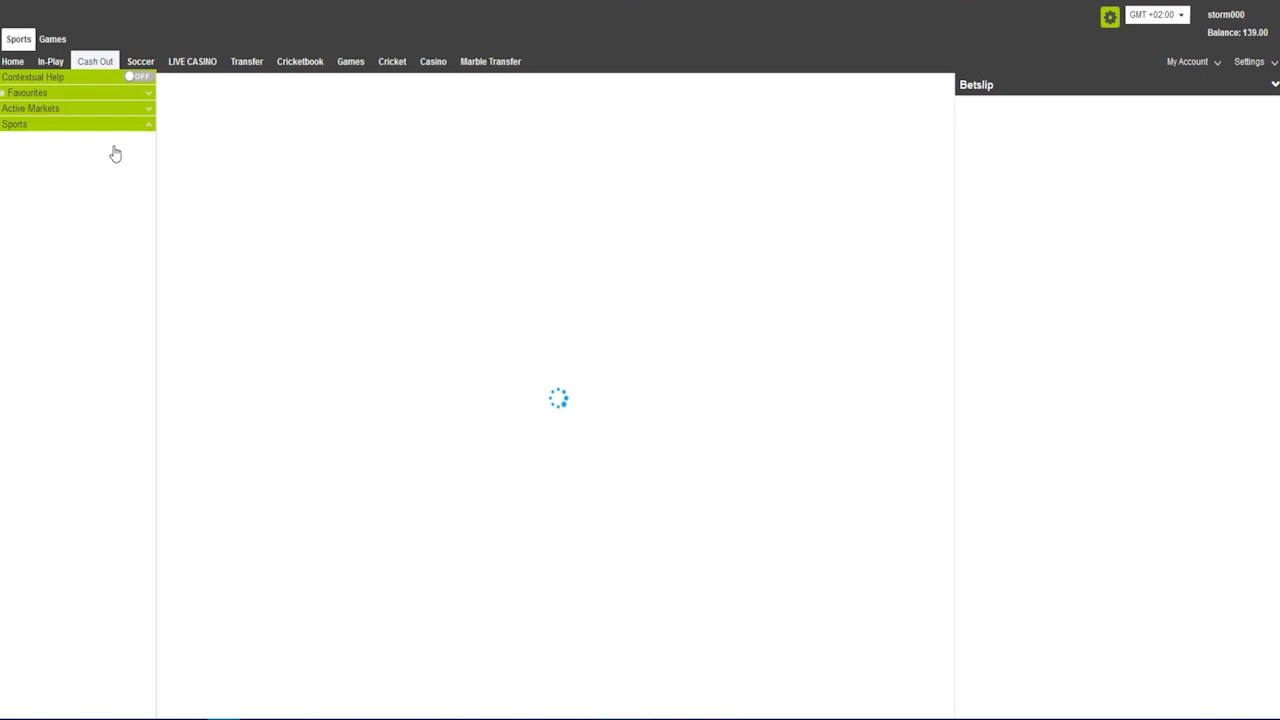 GMT +02:00
storm000
Balance: 139.00
Sports Games
Home In-Play Cash Out Soccer LIVE CASINO Transfer Cricketbook Games Cricket Casino Marble Transfer My Account Settings
Contextual Help OFF
Favourites
Active Markets
Sports
Betslip